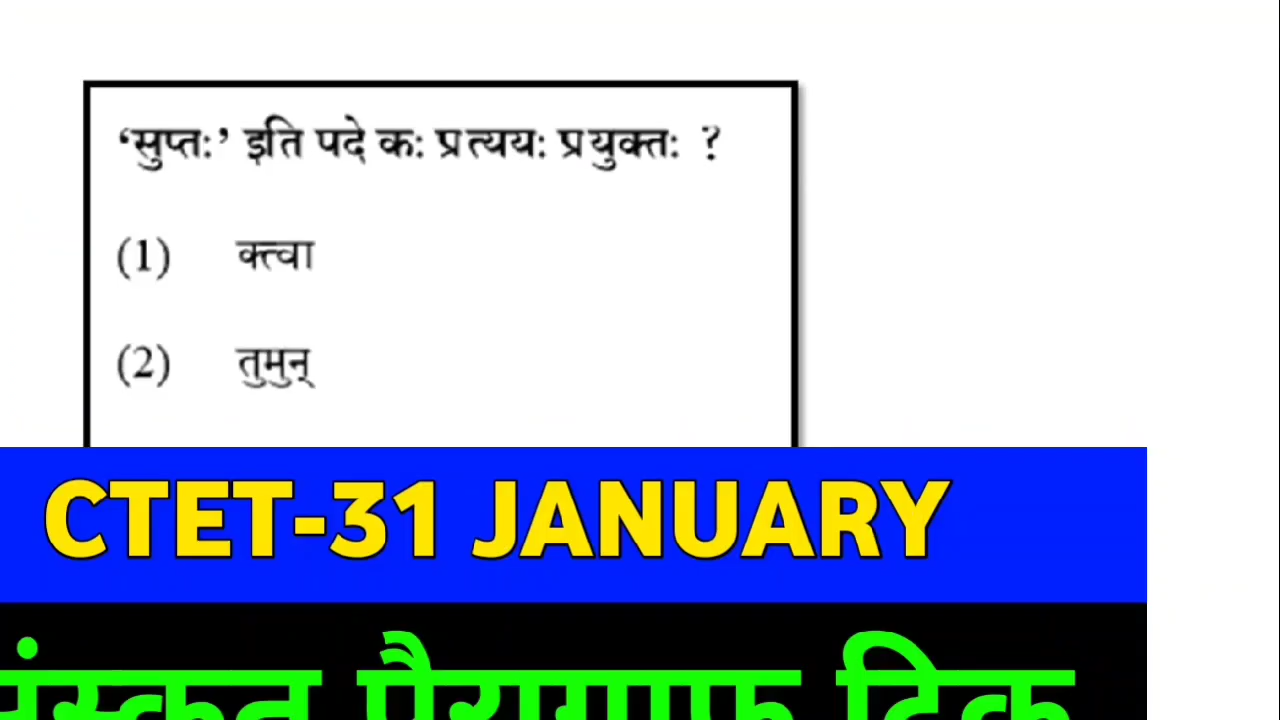 ‘सुप्तः’ इति पदे कः प्रत्ययः प्रयुक्तः ?
(1) क्त्वा
(2) तुमुन्
CTET-31 JANUARY
संस्कृत पैराग्राफ ट्रिक